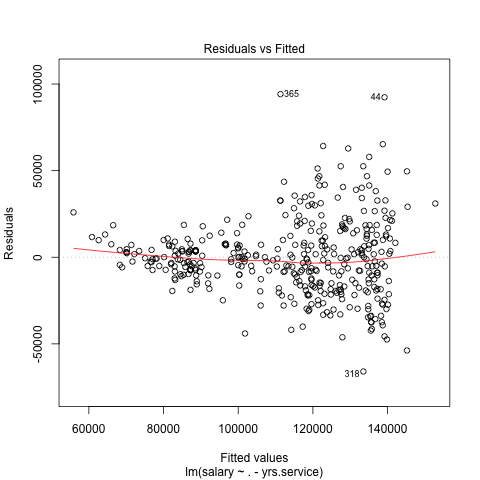 Residuals vs Fitted
Residuals
100000
50000
0
-50000
365
44
318
60000 80000 100000 120000 140000
Fitted values
lm(salary ~ . - yrs.service)